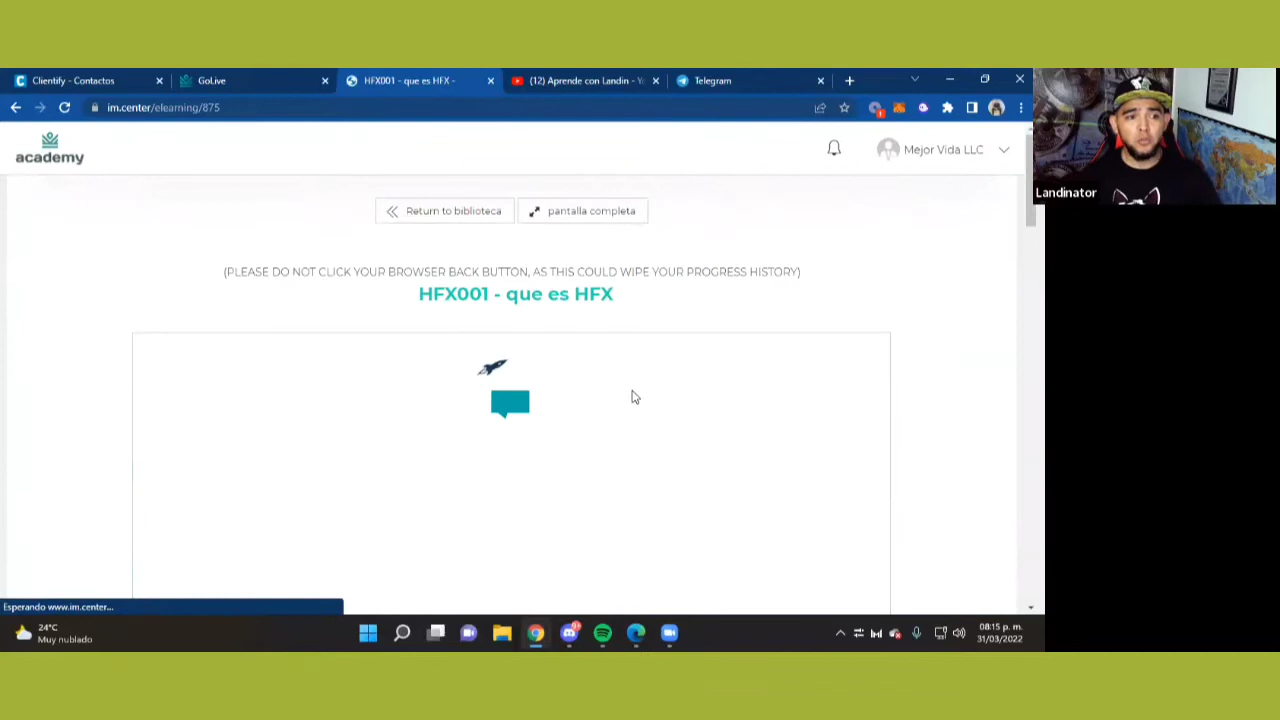 Clientify - Contactos
GoLive
HFX001 - que es HFX -
(12) Aprende con Landin - Y
Telegram
im.center/elearning/875
academy
Mejor Vida LLC
Return to biblioteca
pantalla completa
(PLEASE DO NOT CLICK YOUR BROWSER BACK BUTTON, AS THIS COULD WIPE YOUR PROGRESS HISTORY)
HFX001 - que es HFX
Landinator
Esperando www.im.center...
24°C
Muy nublado
08:15 p. m.
31/03/2022